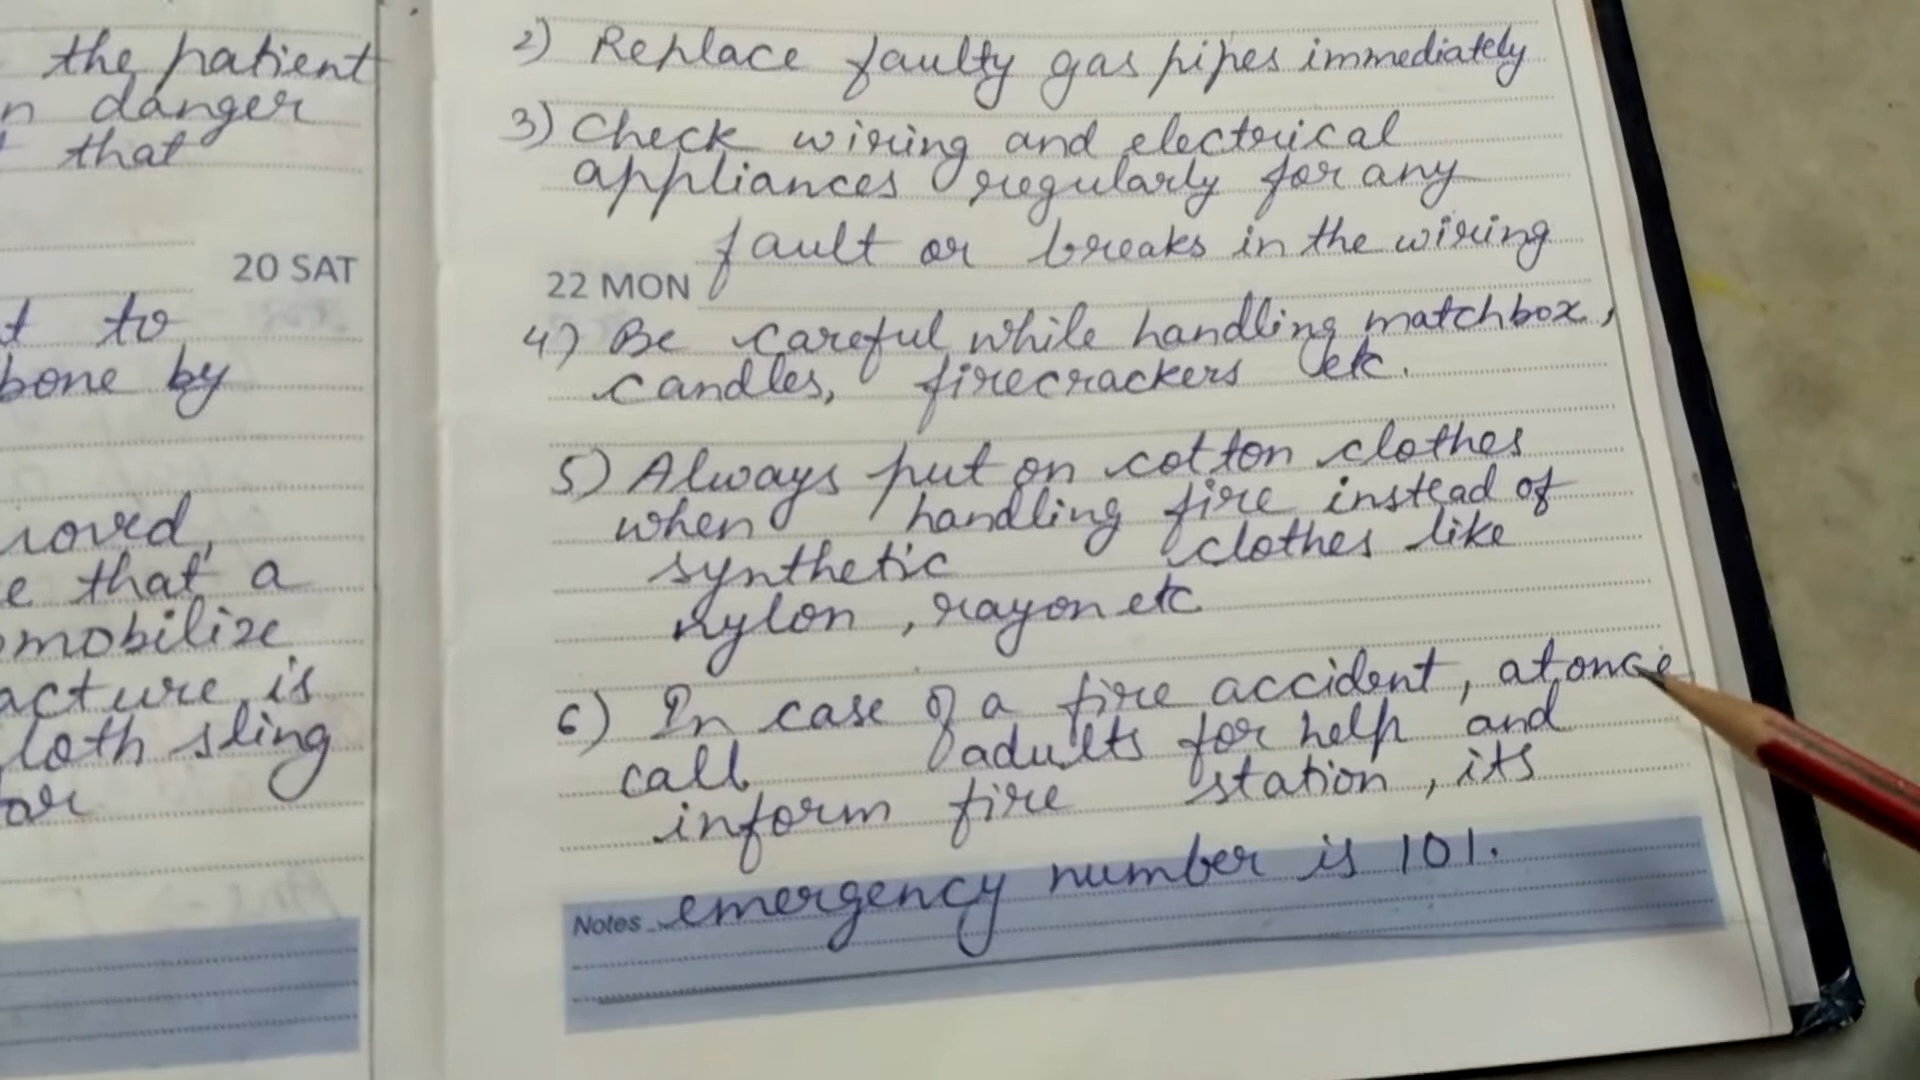 the patient
n danger
that
20 SAT
t to
bone by
roved,
e that a
mobilize
acture is
loth sling
for
2) Replace faulty gas pipes immediately
3) Check wiring and electrical
appliances regularly for any
fault or breaks in the wiring
22 MON
4) Be careful while handling matchbox,
candles, firecrackers etc.
5) Always put on cotton clothes
when handling fire instead of
synthetic clothes like
nylon, rayon etc
6) In case of a fire accident, at once
call adults for help and
inform fire station, its
Notes emergency number is 101.